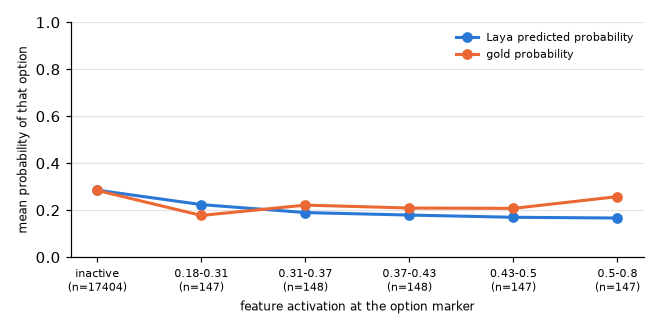 Laya predicted probability
gold probability
mean probability of that option
1.0
0.8
0.6
0.4
0.2
0.0
inactive
(n=17404)
0.18-0.31
(n=147)
0.31-0.37
(n=148)
0.37-0.43
(n=148)
0.43-0.5
(n=147)
0.5-0.8
(n=147)
feature activation at the option marker